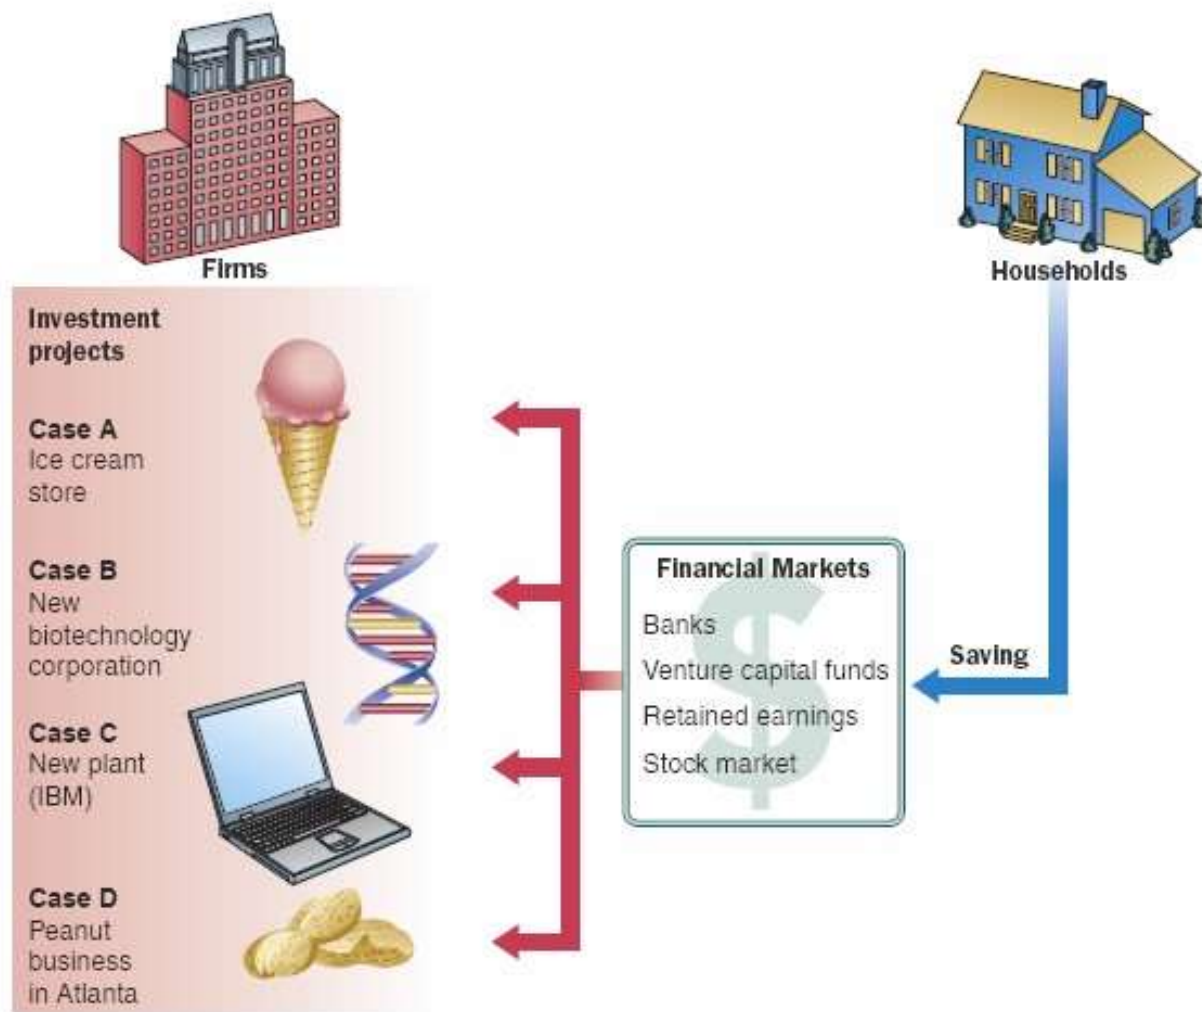 Firms
Households
Investment
projects
Case A
Ice cream
store
Case B
New
biotechnology
corporation
Case C
New plant
(IBM)
Case D
Peanut
business
in Atlanta
Financial Markets
Banks
Venture capital funds
Retained earnings
Stock market
$
Saving